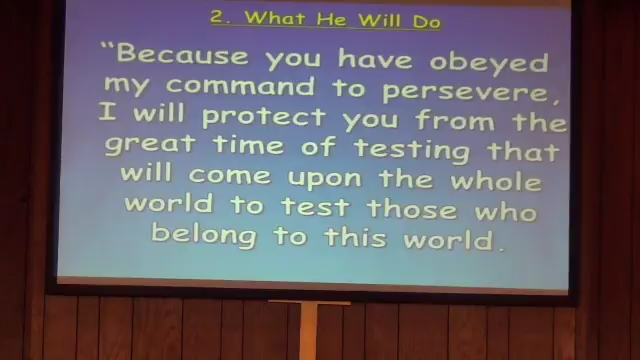 2. What He Will Do
“Because you have obeyed
my command to persevere,
I will protect you from the
great time of testing that
will come upon the whole
world to test those who
belong to this world.